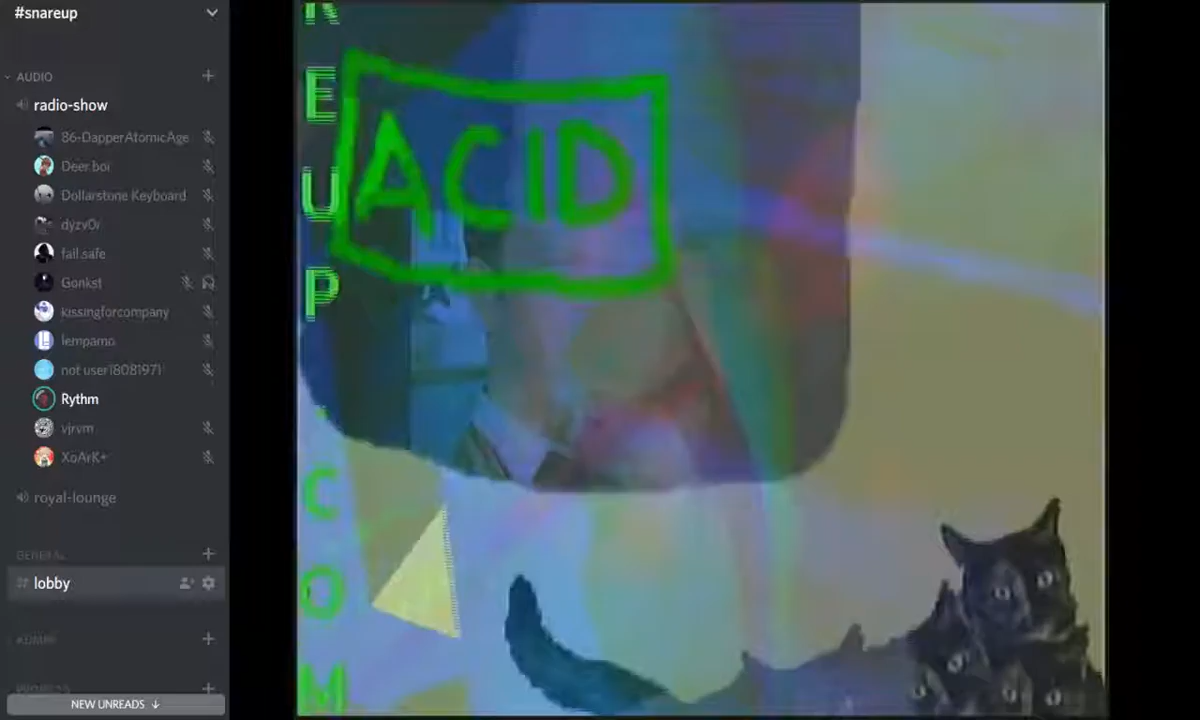 #snareup
AUDIO
radio-show
86-DapperAtomicAge
Deer boi
Dollarstone Keyboard
dyzv0r
fail.safe
Gonkst
kissingforcompany
lempamo
not user18081971
Rythm
vjrvm
XoArK+
royal-lounge
GENERAL
lobby
NEW UNREADS ↓
R
E
U
P
.
C
O
M
ACID